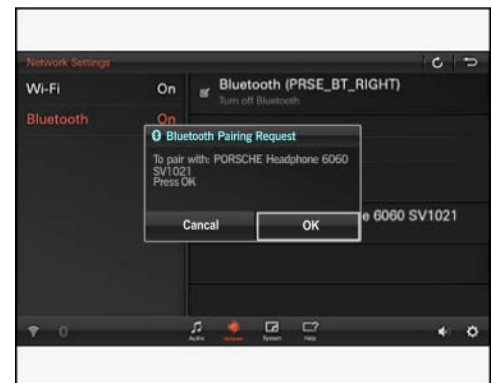 Network Settings
Wi-Fi
On
Bluetooth (PRSE_BT_RIGHT)
Turn off Bluetooth
Bluetooth
On
Bluetooth Pairing Request
To pair with: PORSCHE Headphone 6060
SV1021
Press OK
Cancal
OK
e 6060 SV1021
Audio
Network
System
Help